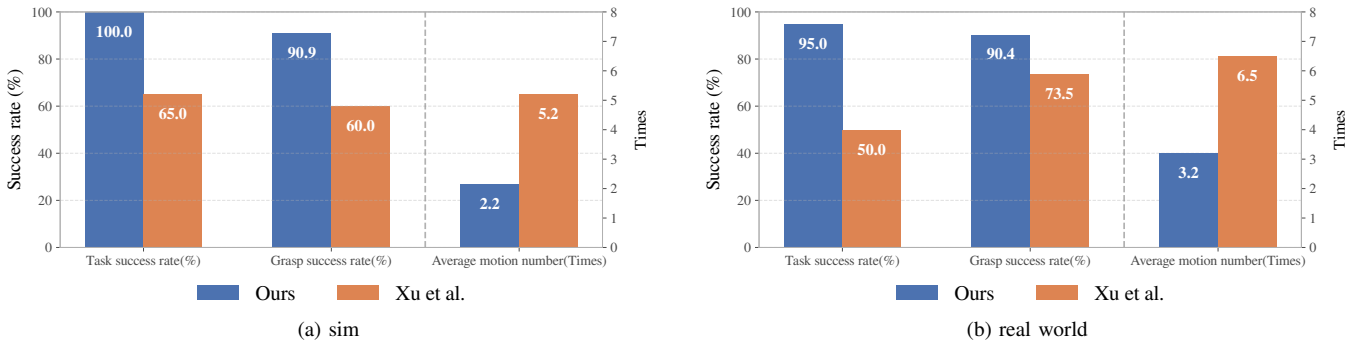 100
80
60
40
20
0
Success rate (%)
100.0
65.0
90.9
60.0
2.2
5.2
8
7
6
5
4
3
2
1
0
Times
Task success rate(%)
Grasp success rate(%)
Average motion number(Times)
Ours
Xu et al.
(a) sim
100
80
60
40
20
0
Success rate (%)
95.0
50.0
90.4
73.5
3.2
6.5
8
7
6
5
4
3
2
1
0
Times
Task success rate(%)
Grasp success rate(%)
Average motion number(Times)
Ours
Xu et al.
(b) real world